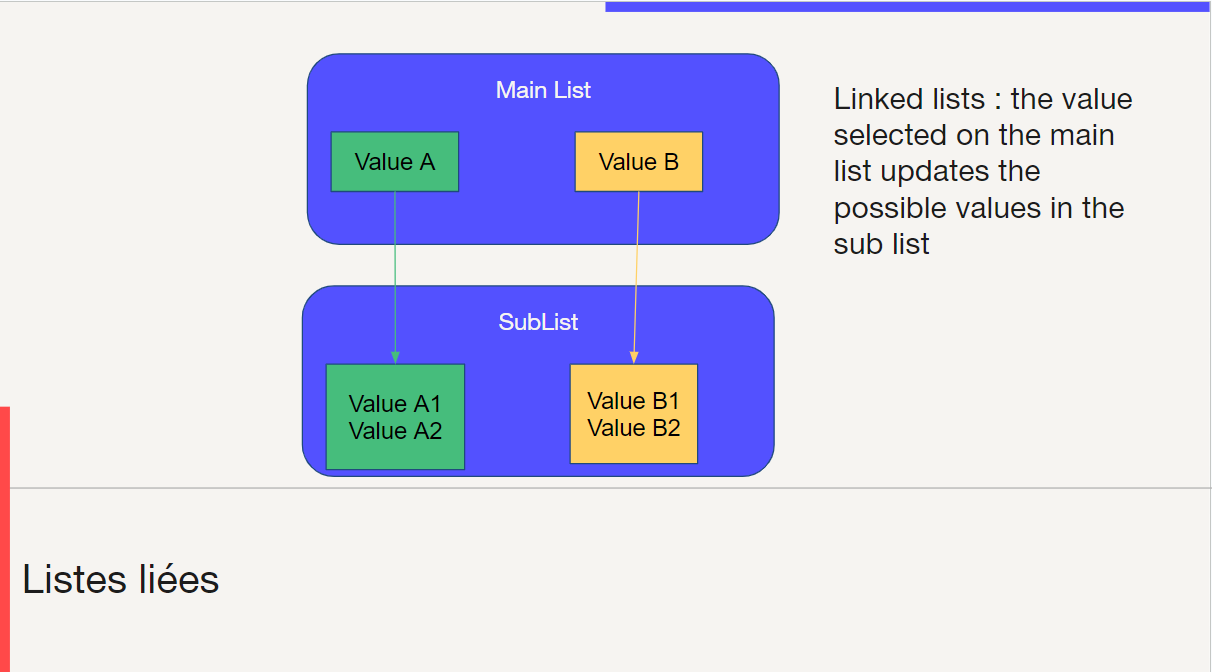 Main List
Value A
Value B
Linked lists : the value
selected on the main
list updates the
possible values in the
sub list
SubList
Value A1
Value A2
Value B1
Value B2
Listes liées